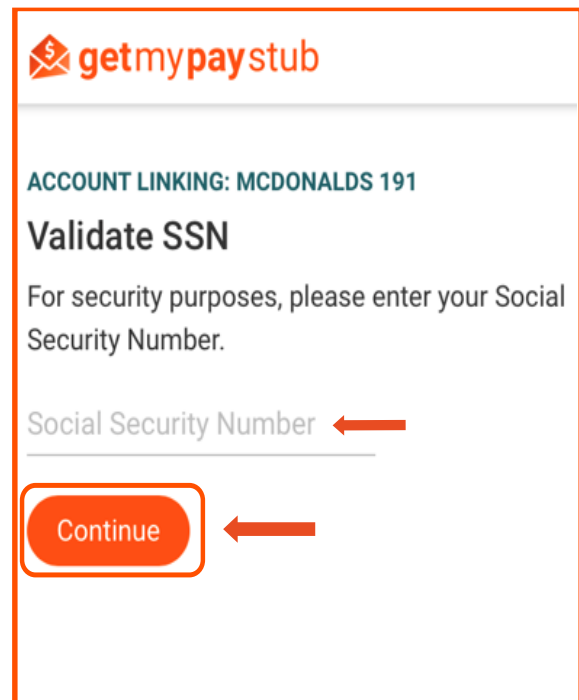 getmypaystub
ACCOUNT LINKING: MCDONALDS 191
Validate SSN
For security purposes, please enter your Social
Security Number.
Social Security Number
Continue